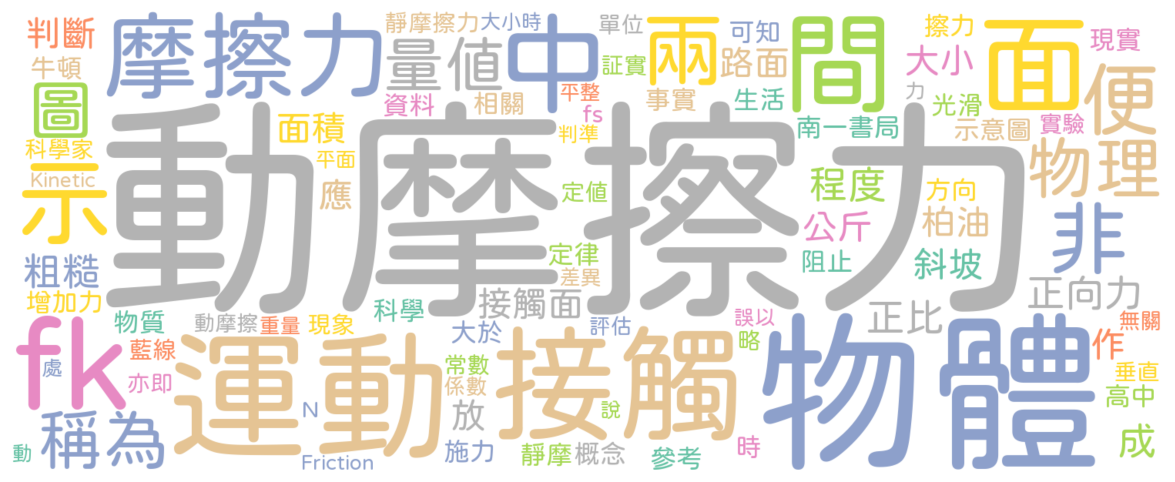 判斷 摩擦力 靜摩擦力 大小時 單位 可知 擦力 面 現實
牛頓 量值 中 証實 兩 路面 間 大小 便
圖 資料 相關 平整 事實 生活 力 光滑
面積 fs 判準 南一書局 示意圖 實驗
科學家 平面 動摩擦力 物理
Kinetic 示 應 定值 程度 方向
公斤 柏油 非
粗糙 定律 阻止 斜坡
增加力 差異 接觸面 正向力
物質 動摩擦 重量 現象 科學 大於 評估 誤以 正比 無關
fk 藍線 運動 接觸 略 物體 作
處 亦即 常數 垂直
係數 高中
稱為 N 放 說 成
動 Friction 施力 靜摩 概念 參考 時